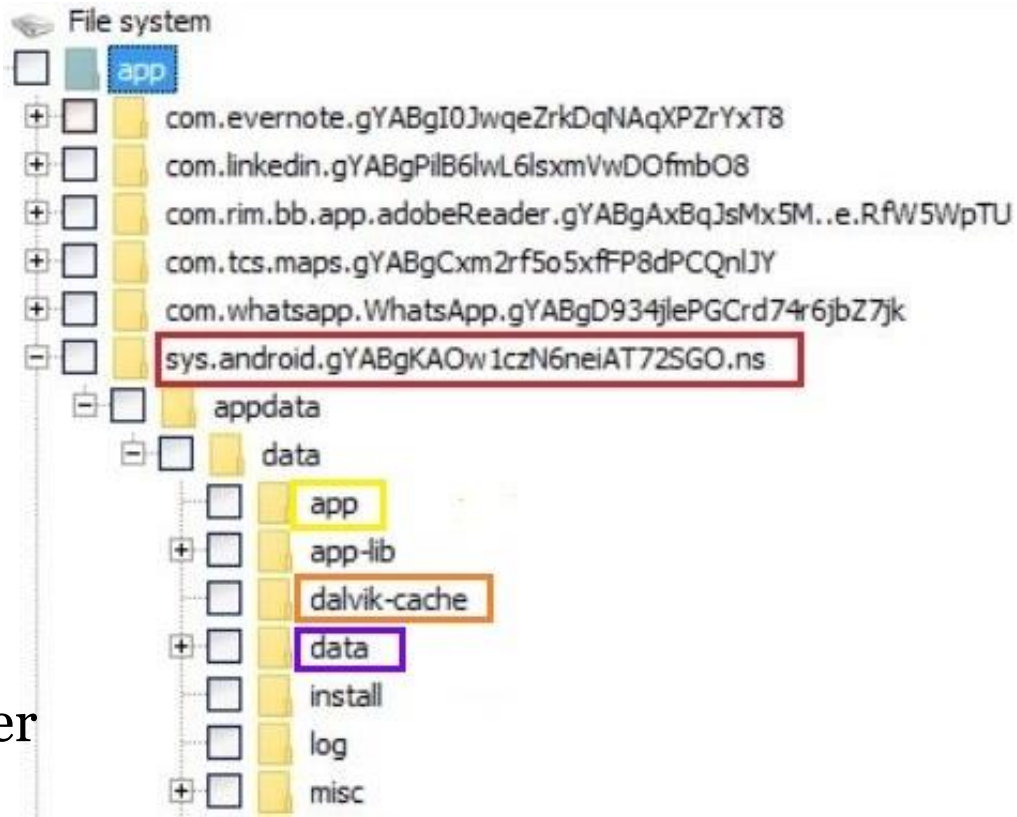 File system
app
com.evernote.gYABgI0JwqeZrkDqNAqXPZrYxT8
com.linkedin.gYABgPilB6lwL6lsxmVwDOfmbO8
com.rim.bb.app.adobeReader.gYABgAxBqJsMx5M..e.RfW5WpTU
com.tcs.maps.gYABgCxm2rf5o5xffFP8dPCQnlJY
com.whatsapp.WhatsApp.gYABgD934jlePGCrd74r6jbZ7jk
sys.android.gYABgKAOw1czN6neiAT72SGO.ns
appdata
data
app
app-lib
dalvik-cache
data
install
er
log
misc